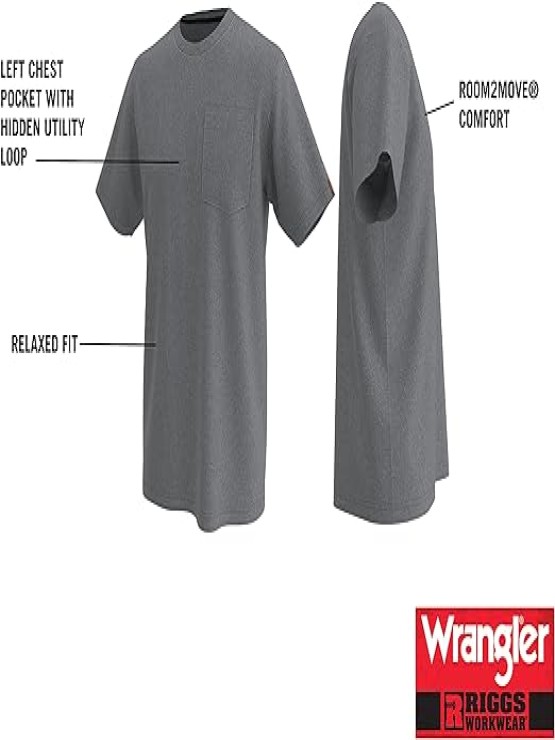 LEFT CHEST
POCKET WITH
HIDDEN UTILITY
LOOP
ROOM2MOVE®
COMFORT
RELAXED FIT
Wrangler
R RIGGS
WORKWEAR®